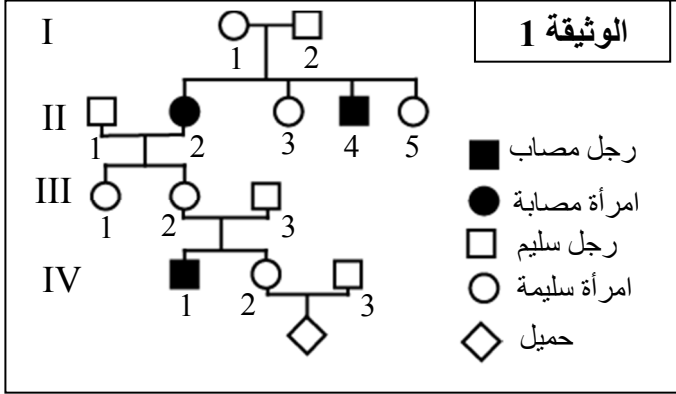 الوثيقة 1
I
1 2
II
1 2 3 4 5
III
1 2 3
IV
1 2 3
رجل مصاب
امرأة مصابة
رجل سليم
امرأة سليمة
حميل